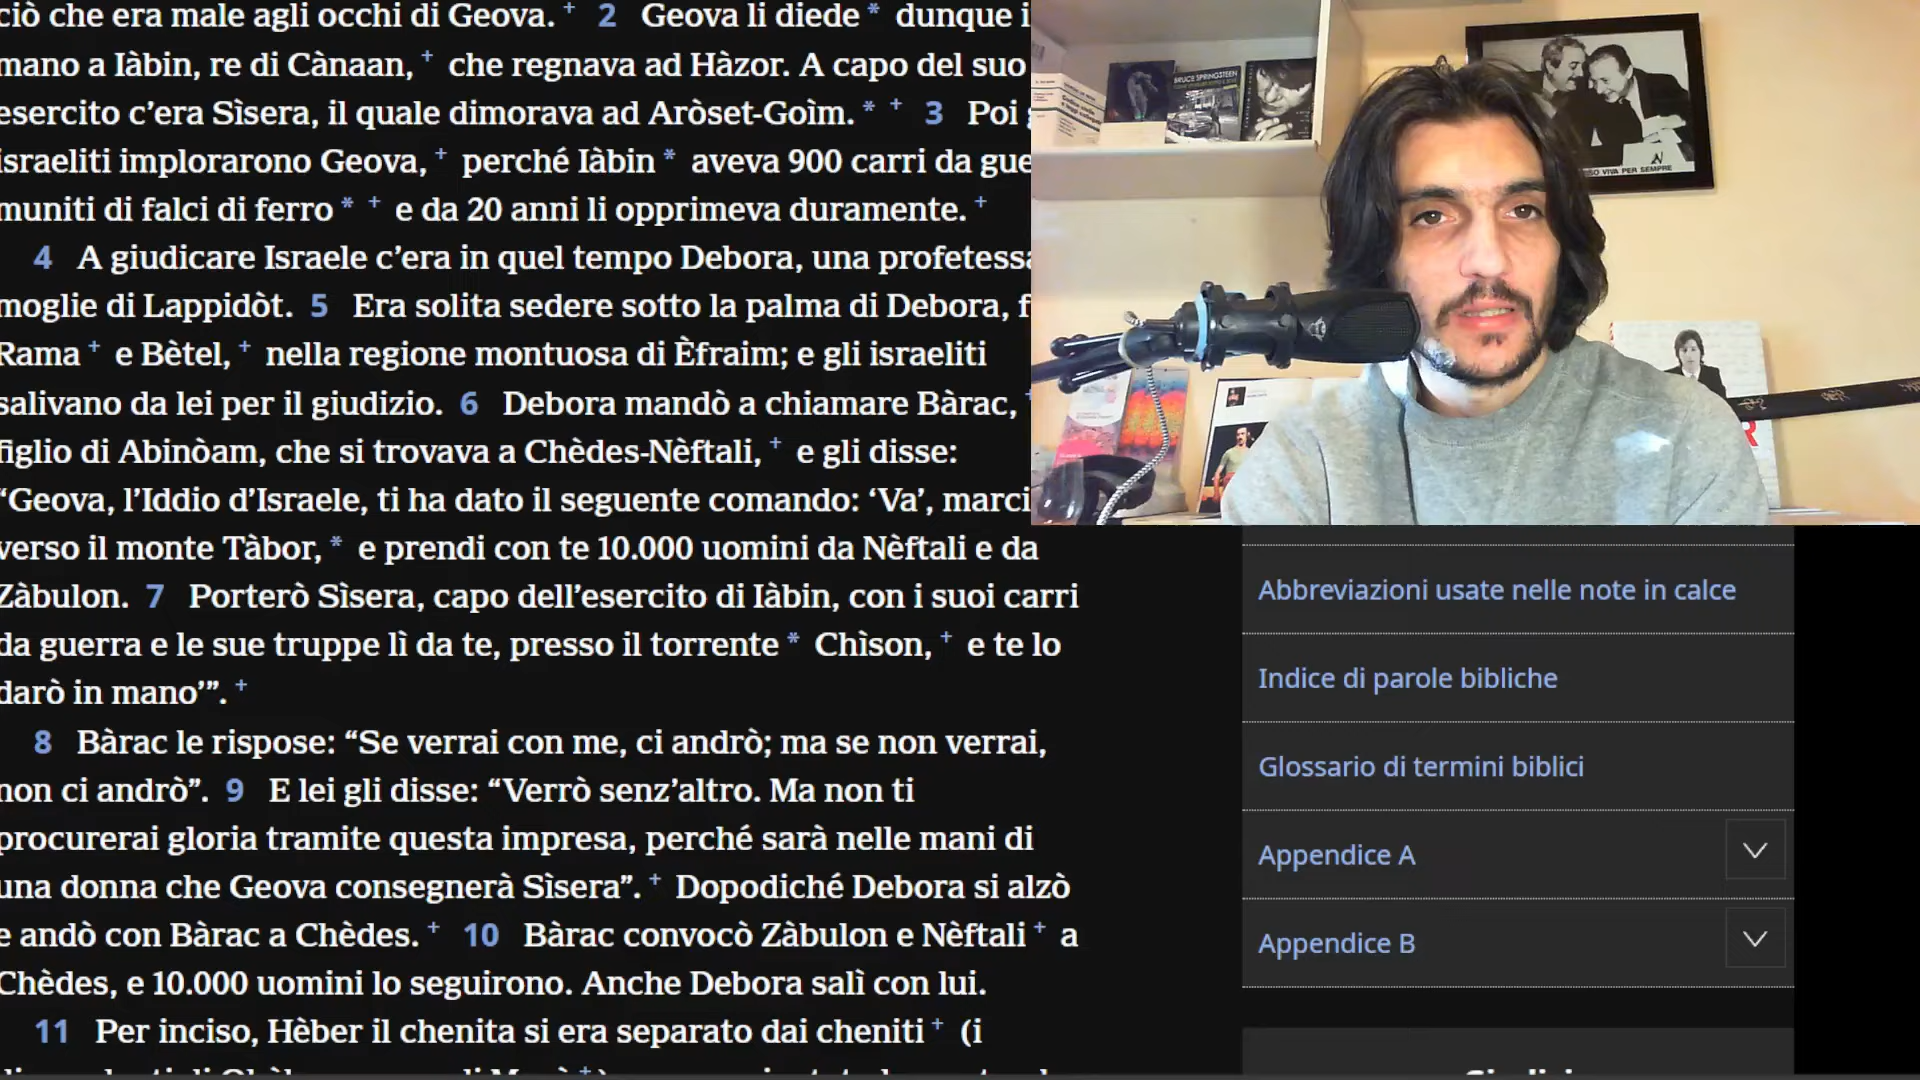 ciò che era male agli occhi di Geova. + 2 Geova li diede * dunque i
mano a Iàbin, re di Cànaan, + che regnava ad Hàzor. A capo del suo
esercito c’era Sìsera, il quale dimorava ad Aròset-Goìm. * + 3 Poi
israeliti implorarono Geova, + perché Iàbin * aveva 900 carri da gue
muniti di falci di ferro * + e da 20 anni li opprimeva duramente. +
4 A giudicare Israele c’era in quel tempo Debora, una profetessa
moglie di Lappidòt. 5 Era solita sedere sotto la palma di Debora, f
Rama + e Bètel, + nella regione montuosa di Èfraim; e gli israeliti
salivano da lei per il giudizio. 6 Debora mandò a chiamare Bàrac, +
figlio di Abinòam, che si trovava a Chèdes-Nèftali, + e gli disse:
“Geova, l’Iddio d’Israele, ti ha dato il seguente comando: ‘Va’, marci
verso il monte Tàbor, * e prendi con te 10.000 uomini da Nèftali e da
Zàbulon. 7 Porterò Sìsera, capo dell’esercito di Iàbin, con i suoi carri
da guerra e le sue truppe lì da te, presso il torrente * Chìson, + e te lo
darò in mano’”. +
8 Bàrac le rispose: “Se verrai con me, ci andrò; ma se non verrai,
non ci andrò”. 9 E lei gli disse: “Verrò senz’altro. Ma non ti
procurerai gloria tramite questa impresa, perché sarà nelle mani di
una donna che Geova consegnerà Sìsera”. + Dopodiché Debora si alzò
e andò con Bàrac a Chèdes. + 10 Bàrac convocò Zàbulon e Nèftali + a
Chèdes, e 10.000 uomini lo seguirono. Anche Debora salì con lui.
11 Per inciso, Hèber il chenita si era separato dai cheniti + (i
BRUCE SPRINGSTEEN
VIVA PER SEMPRE
Abbreviazioni usate nelle note in calce
Indice di parole bibliche
Glossario di termini biblici
Appendice A
Appendice B